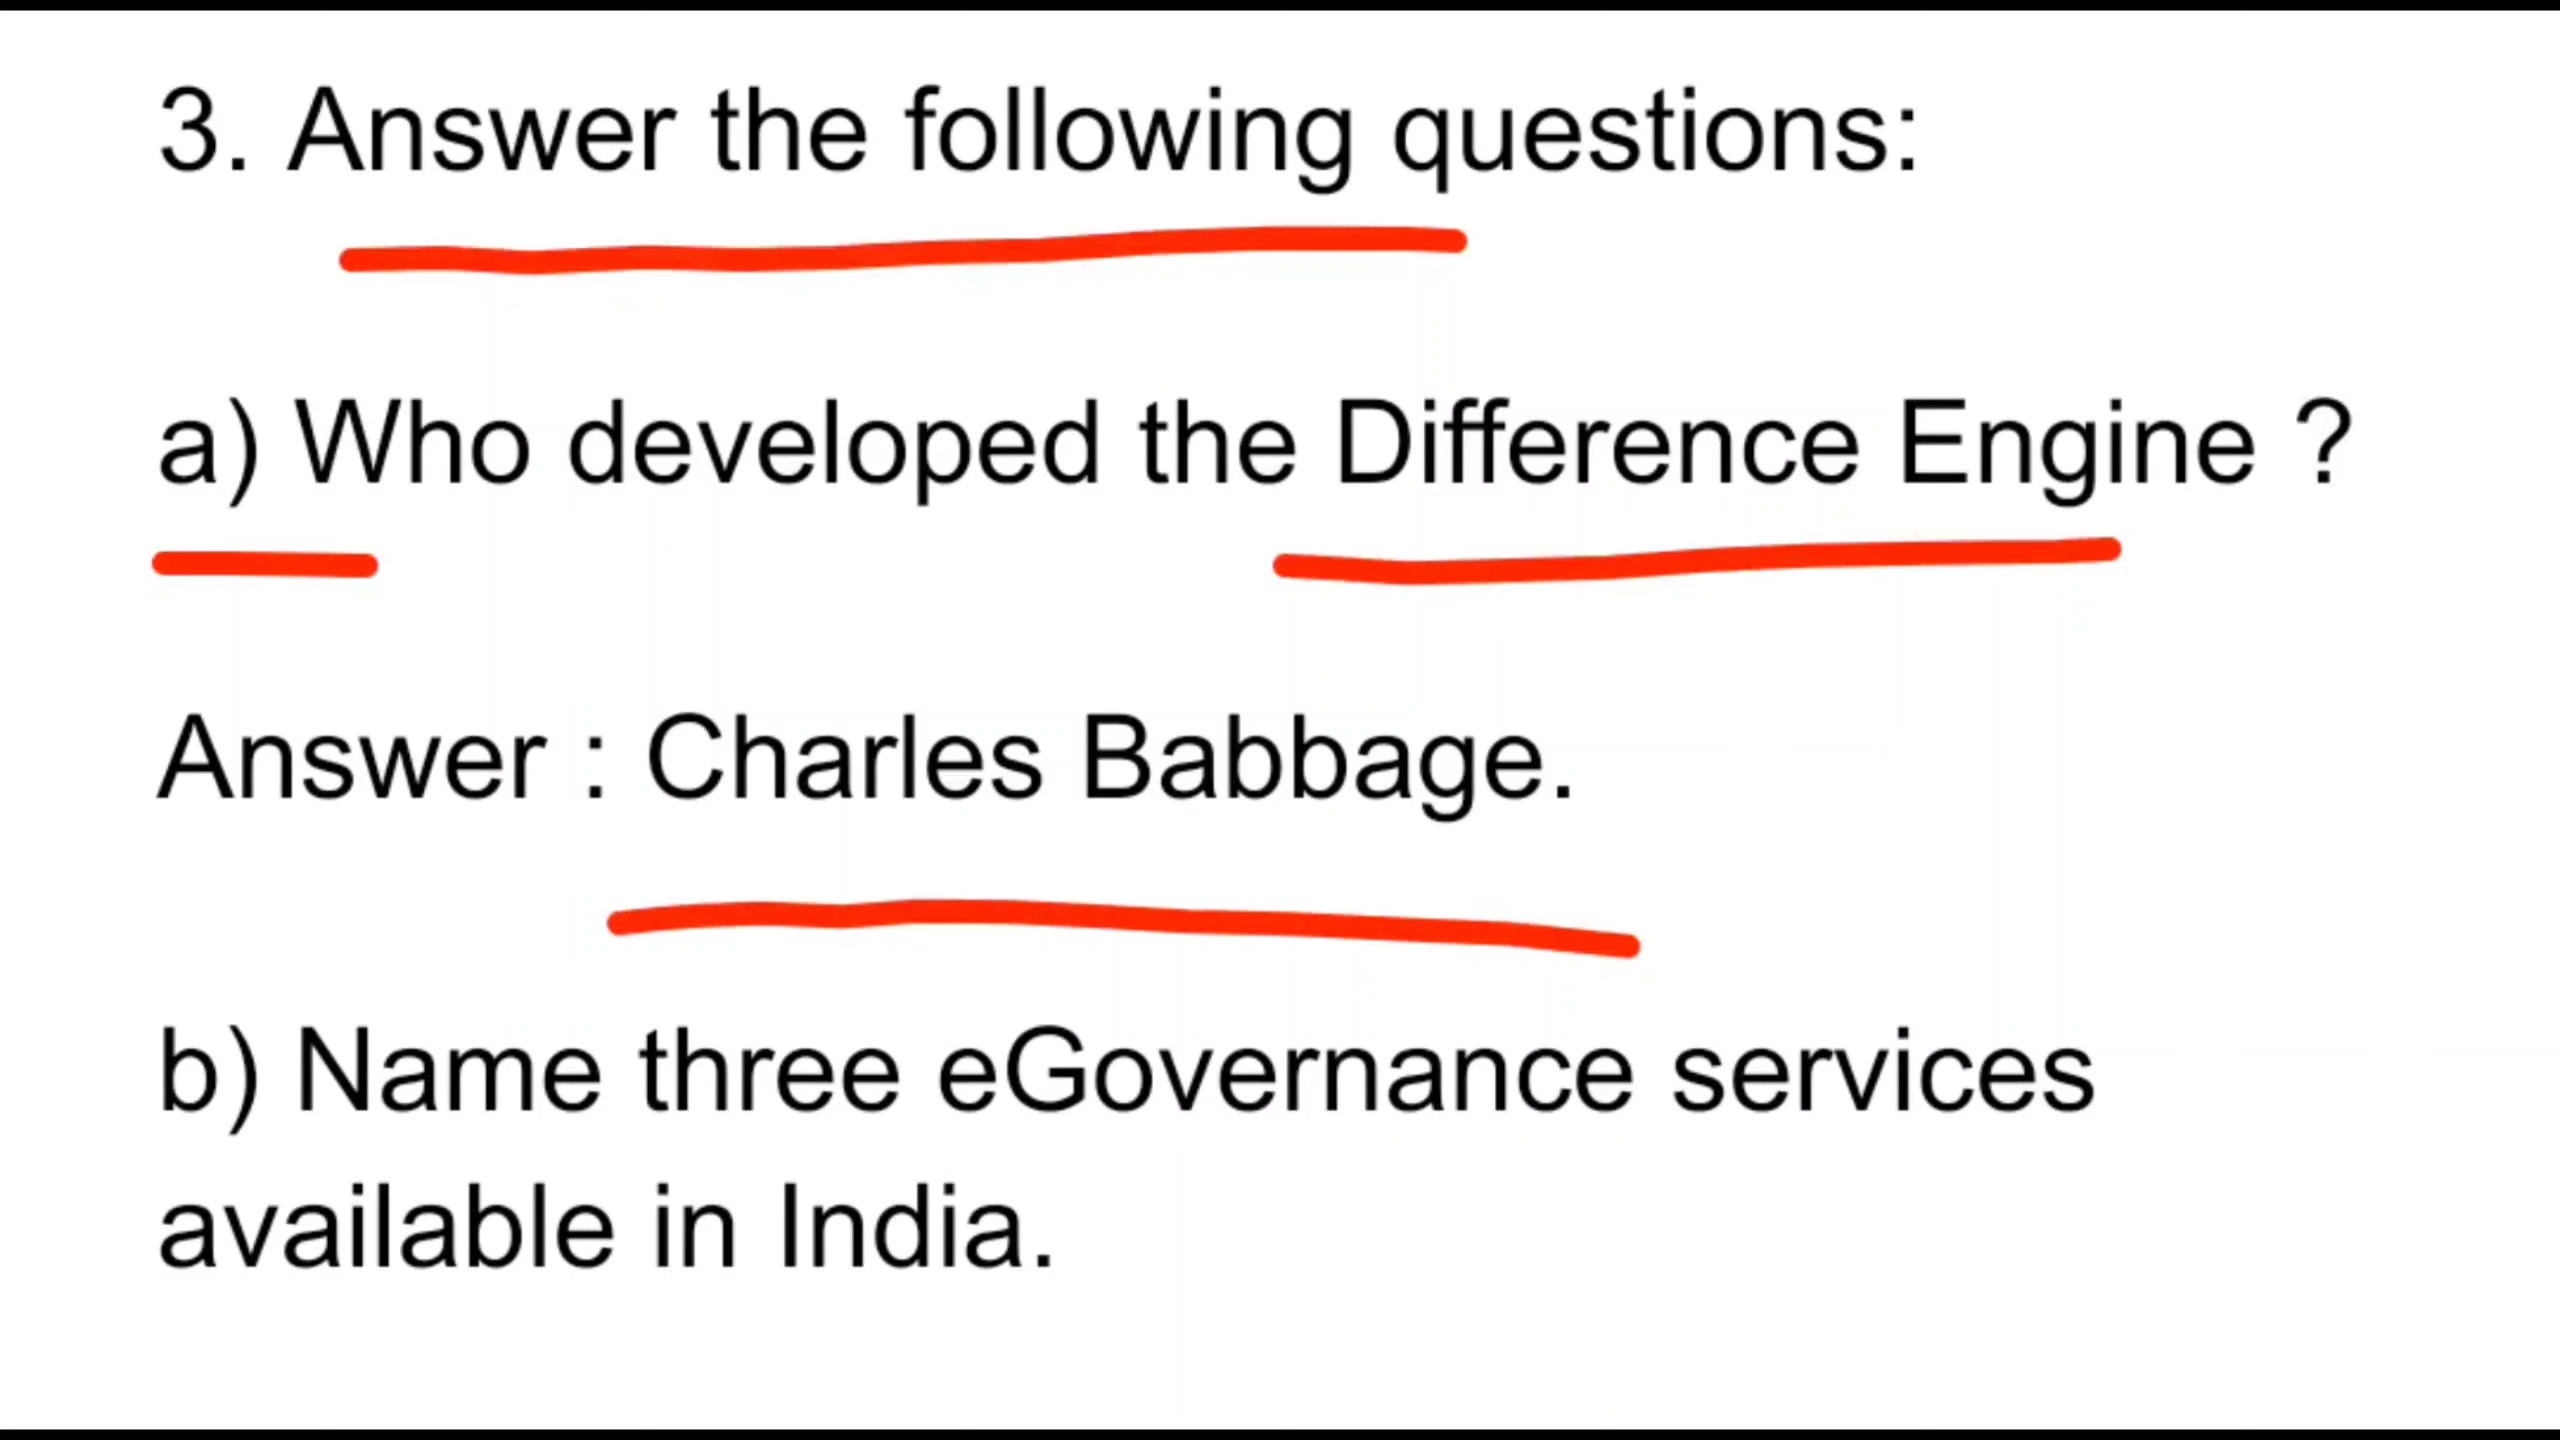 3. Answer the following questions:
a) Who developed the Difference Engine ?
Answer : Charles Babbage.
b) Name three eGovernance services
available in India.